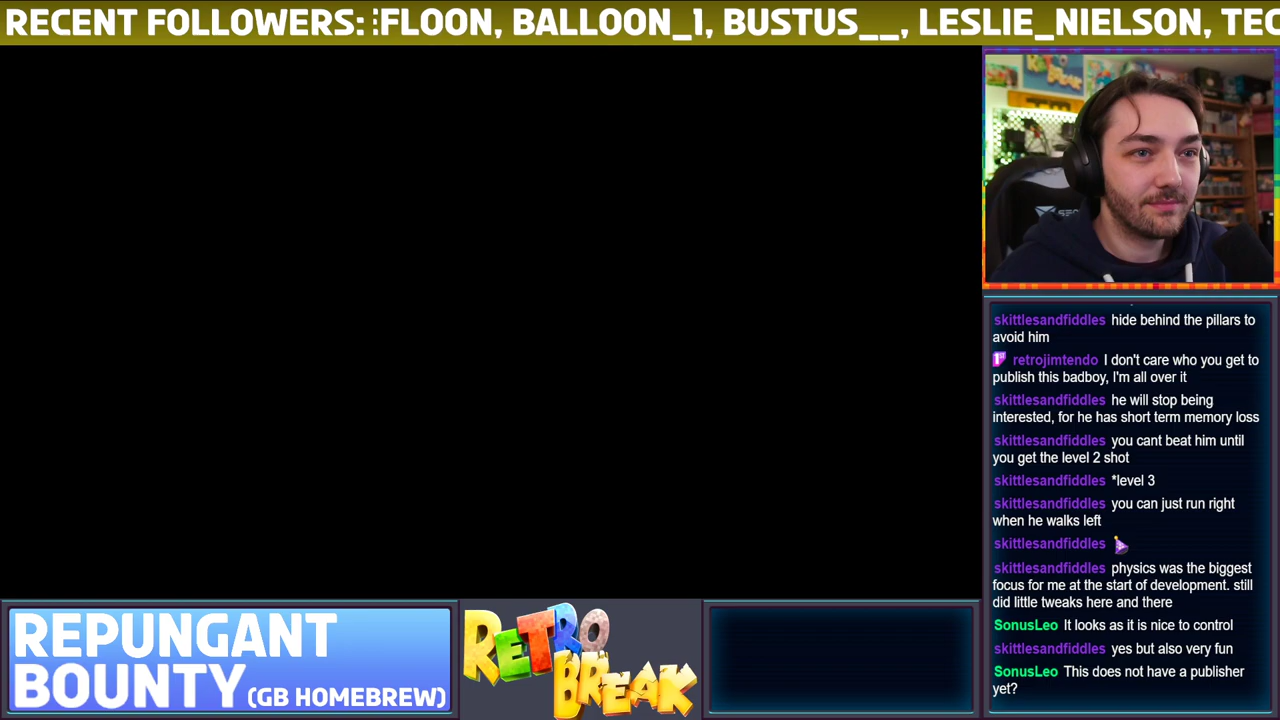 RECENT FOLLOWERS: FLOON, BALLOON_1, BUSTUS__, LESLIE_NIELSON, TEC
skittlesandfiddles hide behind the pillars to
avoid him
retrojimtendo I don't care who you get to
publish this badboy, I'm all over it
skittlesandfiddles he will stop being
interested, for he has short term memory loss
skittlesandfiddles you cant beat him until
you get the level 2 shot
skittlesandfiddles *level 3
skittlesandfiddles you can just run right
when he walks left
skittlesandfiddles
skittlesandfiddles physics was the biggest
focus for me at the start of development. still
did little tweaks here and there
SonusLeo It looks as it is nice to control
skittlesandfiddles yes but also very fun
SonusLeo This does not have a publisher
yet?
REPUNGANT
BOUNTY (GB HOMEBREW)
RETRO
BREAK